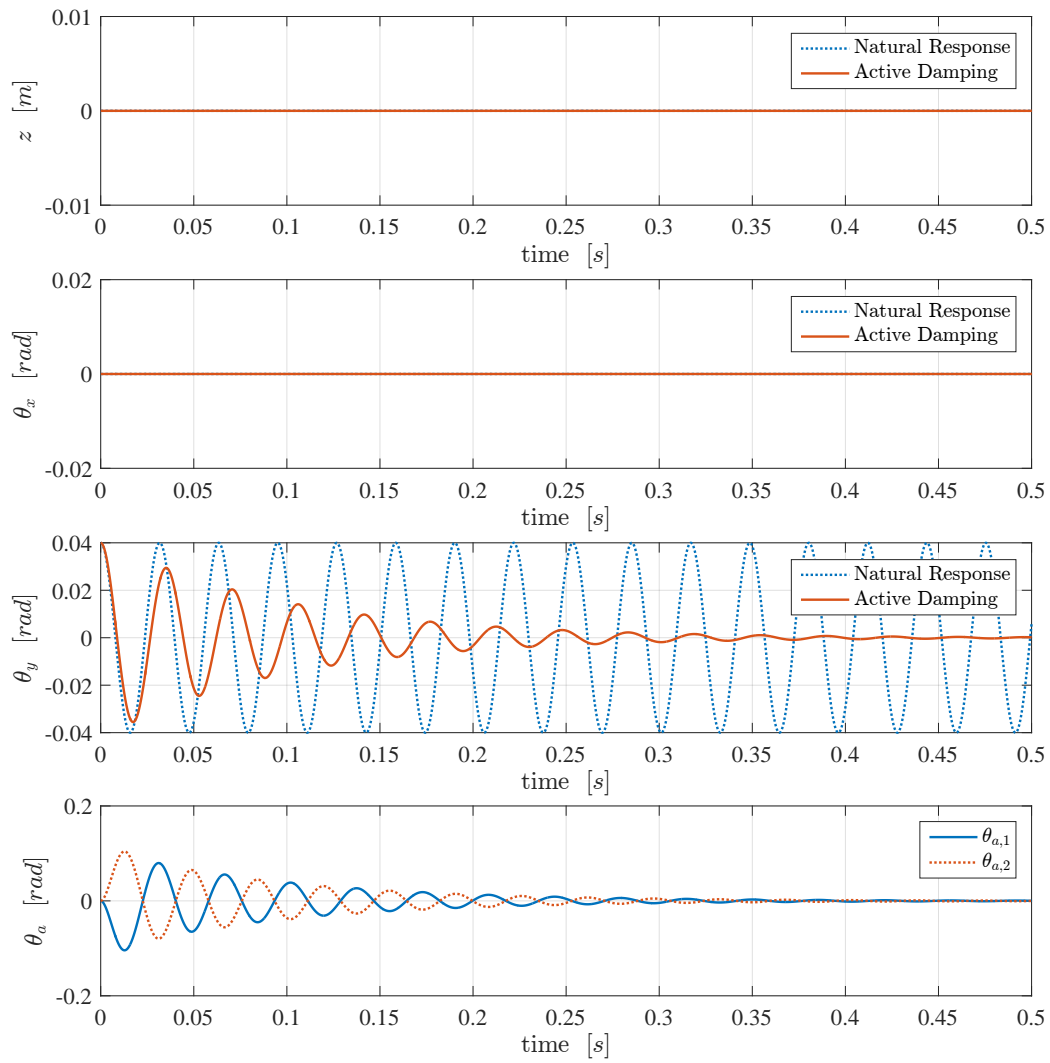 0.01
Natural Response
Active Damping
z [m]
0
-0.01
0 0.05 0.1 0.15 0.2 0.25 0.3 0.35 0.4 0.45 0.5
time [s]
0.02
Natural Response
Active Damping
θx [rad]
0
-0.02
0 0.05 0.1 0.15 0.2 0.25 0.3 0.35 0.4 0.45 0.5
time [s]
0.04
Natural Response
Active Damping
0.02
θy [rad]
0
-0.02
-0.04
0 0.05 0.1 0.15 0.2 0.25 0.3 0.35 0.4 0.45 0.5
time [s]
0.2
θa,1
θa,2
θa [rad]
0
-0.2
0 0.05 0.1 0.15 0.2 0.25 0.3 0.35 0.4 0.45 0.5
time [s]